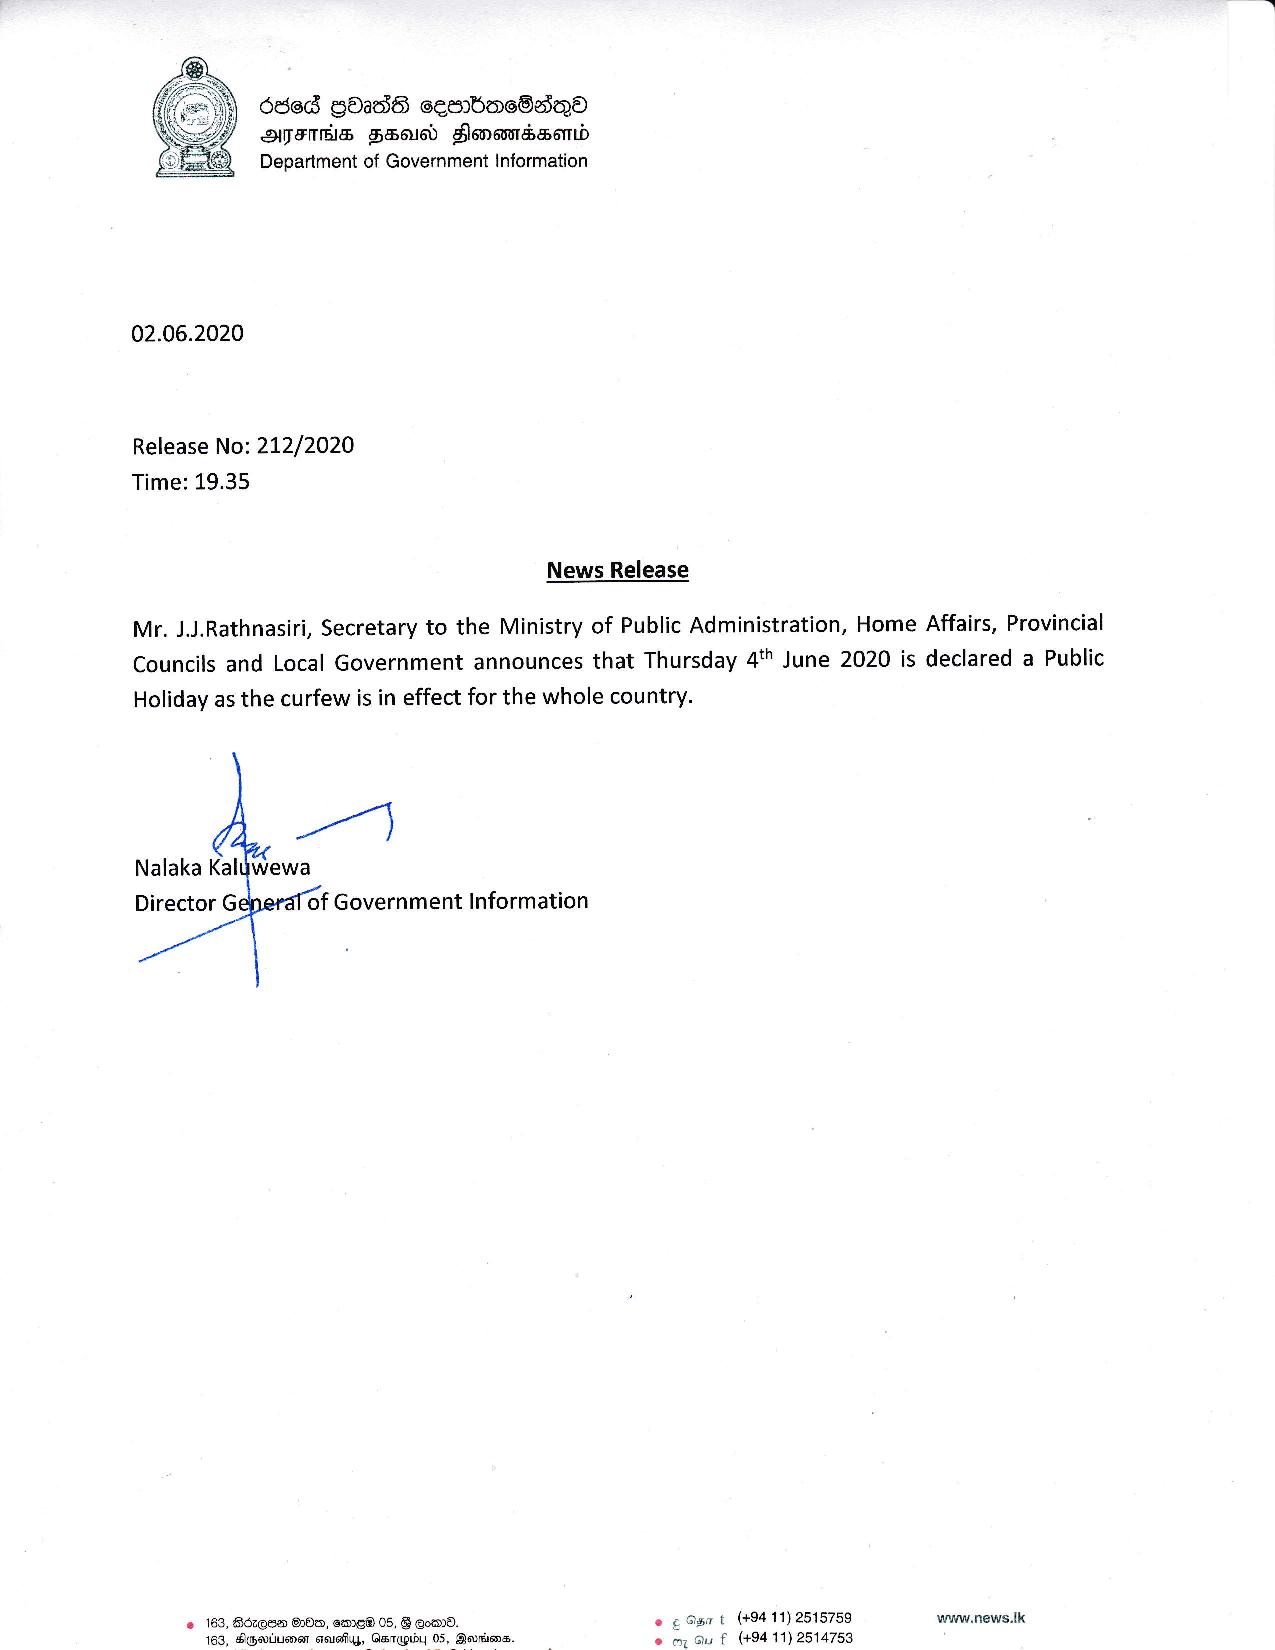 රජයේ ප්‍රවෘත්ති දෙපාර්තමේන්තුව
அரசாங்க தகவல் திணைக்களம்
Department of Government Information
02.06.2020
Release No: 212/2020
Time: 19.35
News Release
Mr. J.J.Rathnasiri, Secretary to the Ministry of Public Administration, Home Affairs, Provincial
Councils and Local Government announces that Thursday 4th June 2020 is declared a Public
Holiday as the curfew is in effect for the whole country.
Nalaka Kaluwewa
Director General of Government Information
163, කිරුලපන මාවත, කොළඹ 05, ශ්‍රී ලංකාව.
163, கிருலப்பனை எவனியூ, கொழும்பு 05, இலங்கை.
දු தொ t (+94 11) 2515759
ෆැ பெ f (+94 11) 2514753
www.news.lk